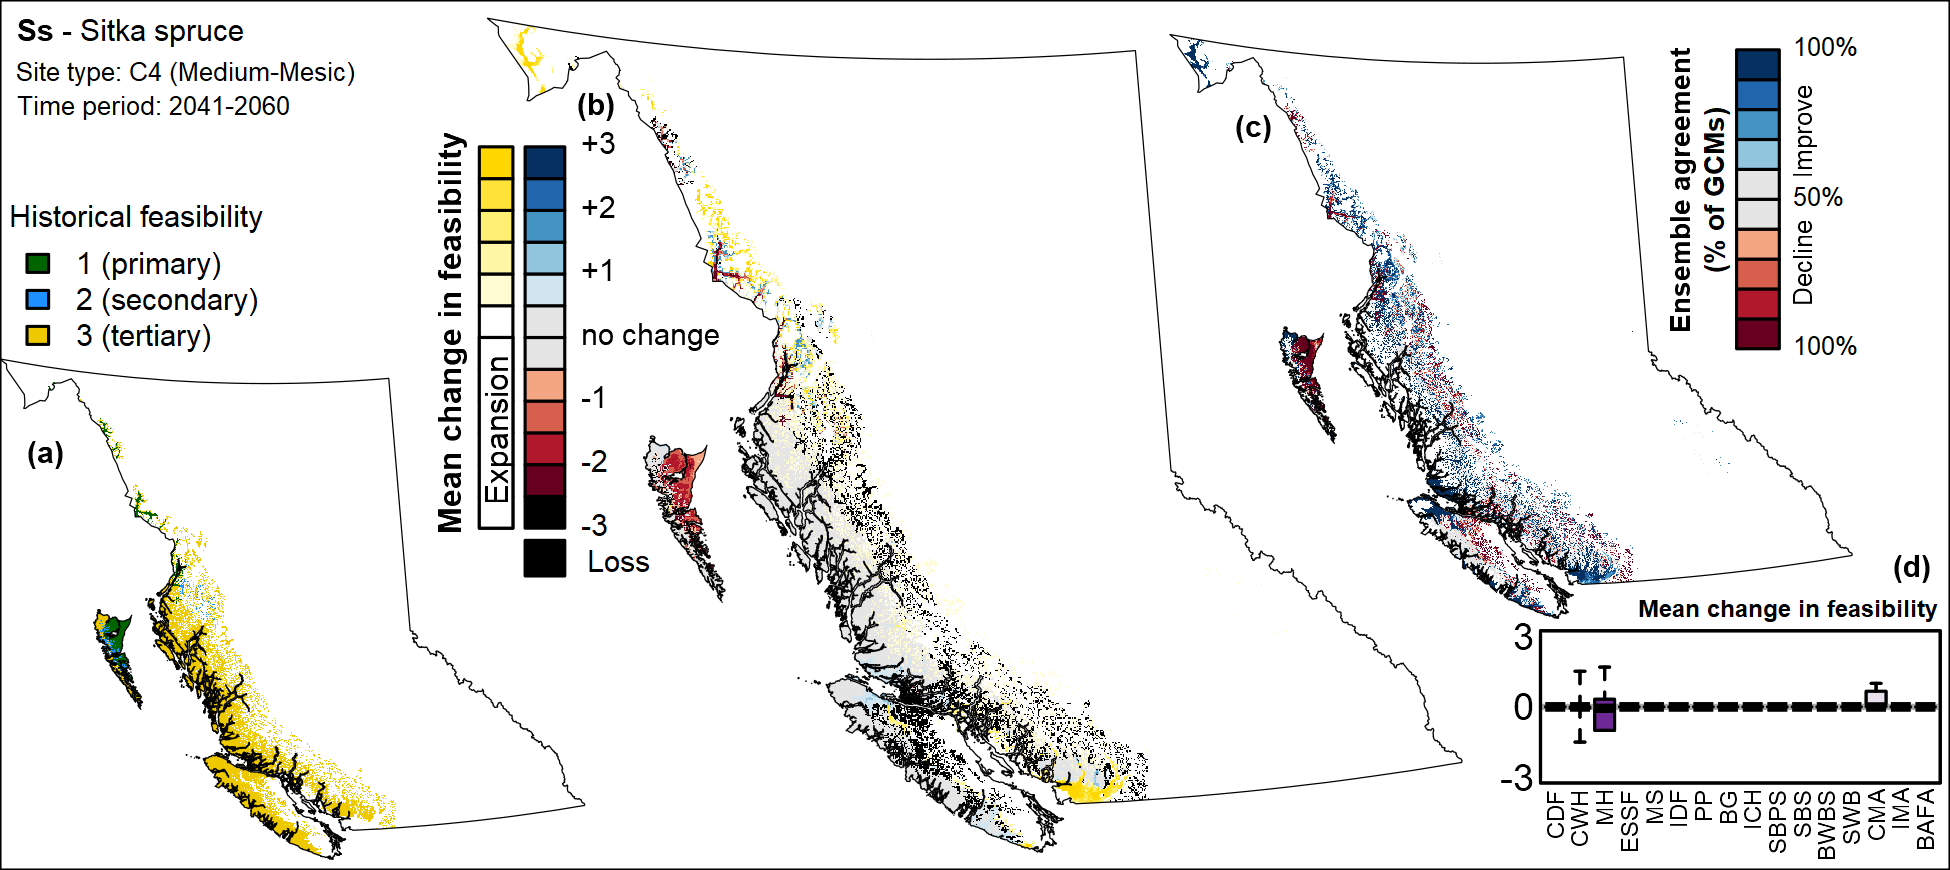 Ss - Sitka spruce
Site type: C4 (Medium-Mesic)
Time period: 2041-2060
Historical feasibility
1 (primary)
2 (secondary)
3 (tertiary)
(a)
(b)
Mean change in feasibility
Expansion
+3
+2
+1
no change
-1
-2
-3
Loss
(c)
Ensemble agreement
(% of GCMs)
100%
Improve
50%
Decline
100%
(d)
Mean change in feasibility
3
0
-3
CDF
CWH
MH
ESSF
MS
IDF
PP
BG
ICH
SBPS
SBS
BWBS
SWB
CMA
IMA
BAFA